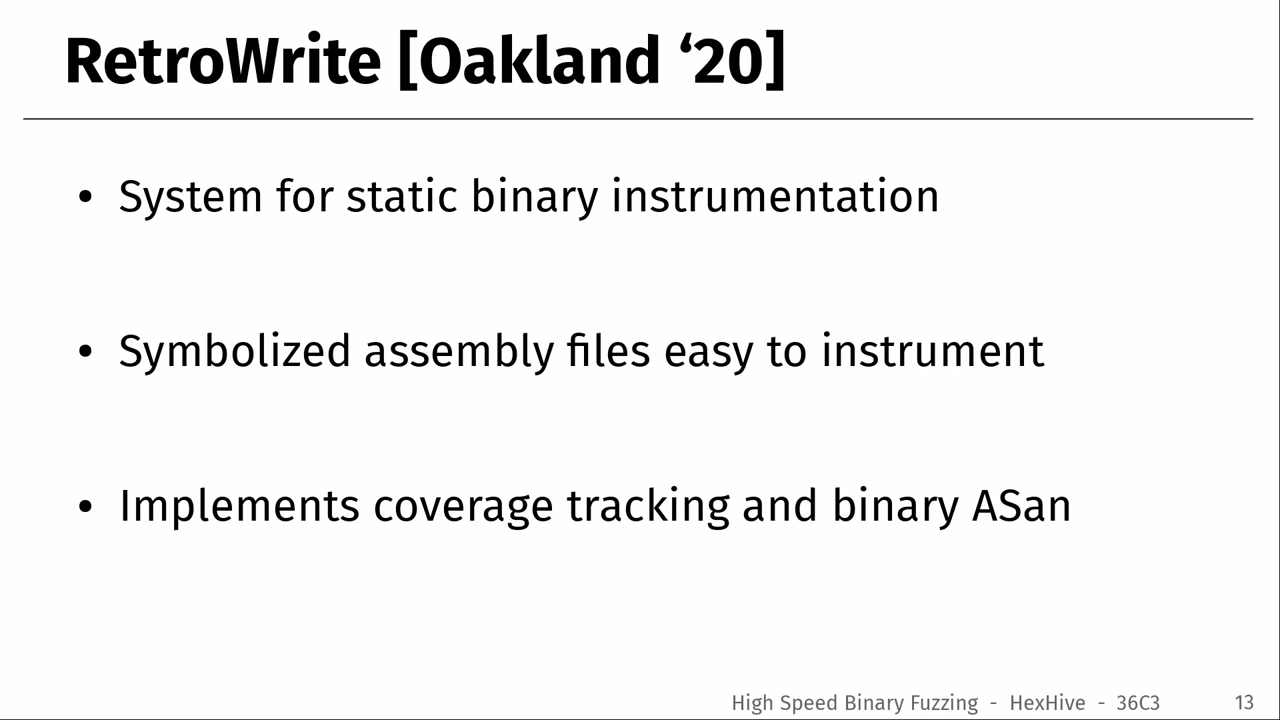 RetroWrite [Oakland ‘20]
• System for static binary instrumentation
• Symbolized assembly files easy to instrument
• Implements coverage tracking and binary ASan
High Speed Binary Fuzzing - HexHive - 36C3 13